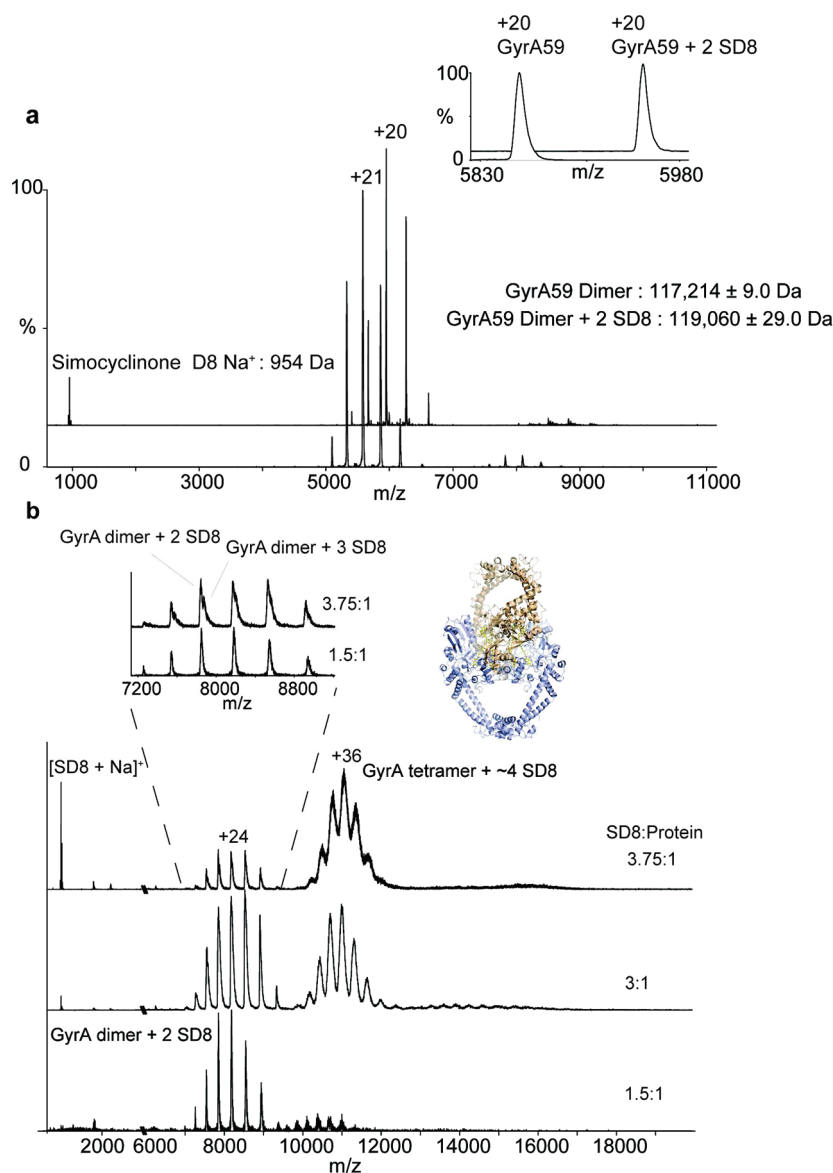 +20
GyrA59
+20
GyrA59 + 2 SD8
100
%
0
5830
m/z
5980
a
+20
+21
100
%
0
GyrA59 Dimer : 117,214 ± 9.0 Da
GyrA59 Dimer + 2 SD8 : 119,060 ± 29.0 Da
Simocyclinone D8 Na⁺ : 954 Da
1000
3000
5000
7000
9000
11000
m/z
b
GyrA dimer + 2 SD8
GyrA dimer + 3 SD8
3.75:1
1.5:1
7200
8000
8800
m/z
[SD8 + Na]⁺
+24
+36
GyrA tetramer + ~4 SD8
SD8:Protein
3.75:1
3:1
GyrA dimer + 2 SD8
1.5:1
2000 6000 8000 10000 12000 14000 16000 18000
m/z